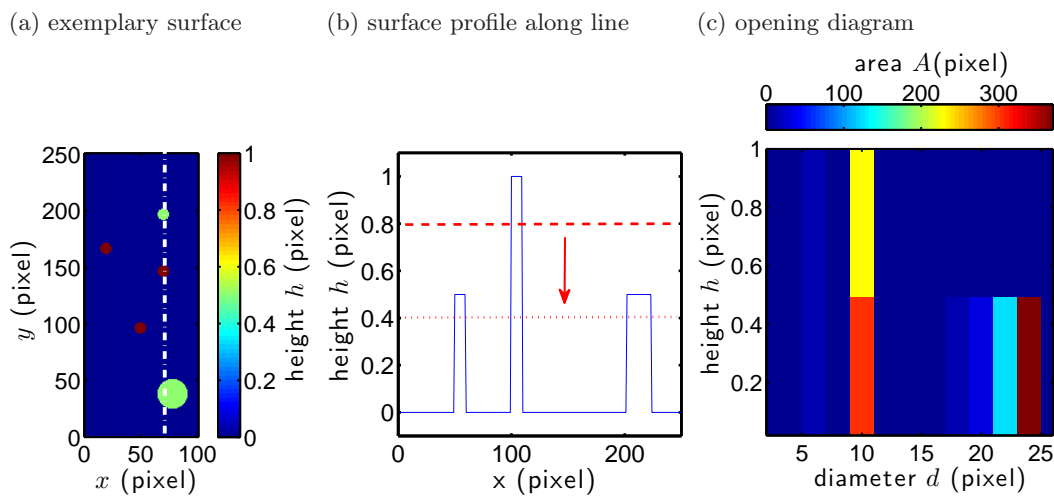 (a) exemplary surface
(b) surface profile along line
(c) opening diagram
area A(pixel)
0 100 200 300
250
200
150
100
50
0
y (pixel)
0 50 100
x (pixel)
1
0.8
0.6
0.4
0.2
0
height h (pixel)
1
0.8
0.6
0.4
0.2
0
height h (pixel)
0 100 200
x (pixel)
1
0.8
0.6
0.4
0.2
height h (pixel)
5 10 15 20 25
diameter d (pixel)